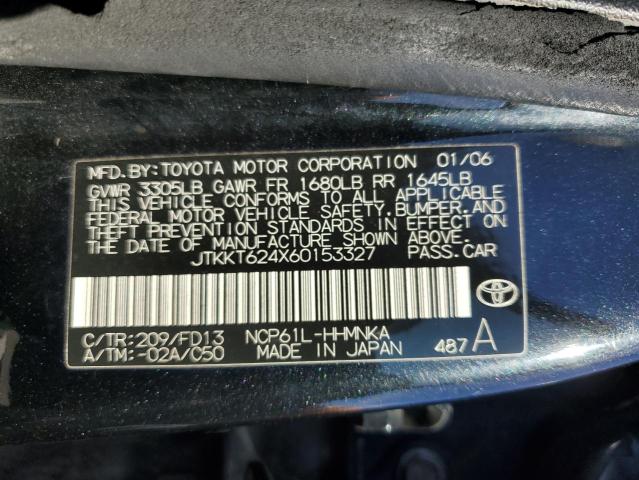 MFD.BY:TOYOTA MOTOR CORPORATION 01/06
GVWR 3305LB GAWR FR 1680LB RR 1645LB
THIS VEHICLE CONFORMS TO ALL APPLICABLE
FEDERAL MOTOR VEHICLE SAFETY,BUMPER,AND
THEFT PREVENTION STANDARDS IN EFFECT ON
THE DATE OF MANUFACTURE SHOWN ABOVE.
JTKKT624X60153327 PASS.CAR
C/TR:209/FD13 NCP61L-HHMNKA
A/TM:-02A/C50 MADE IN JAPAN 487 A